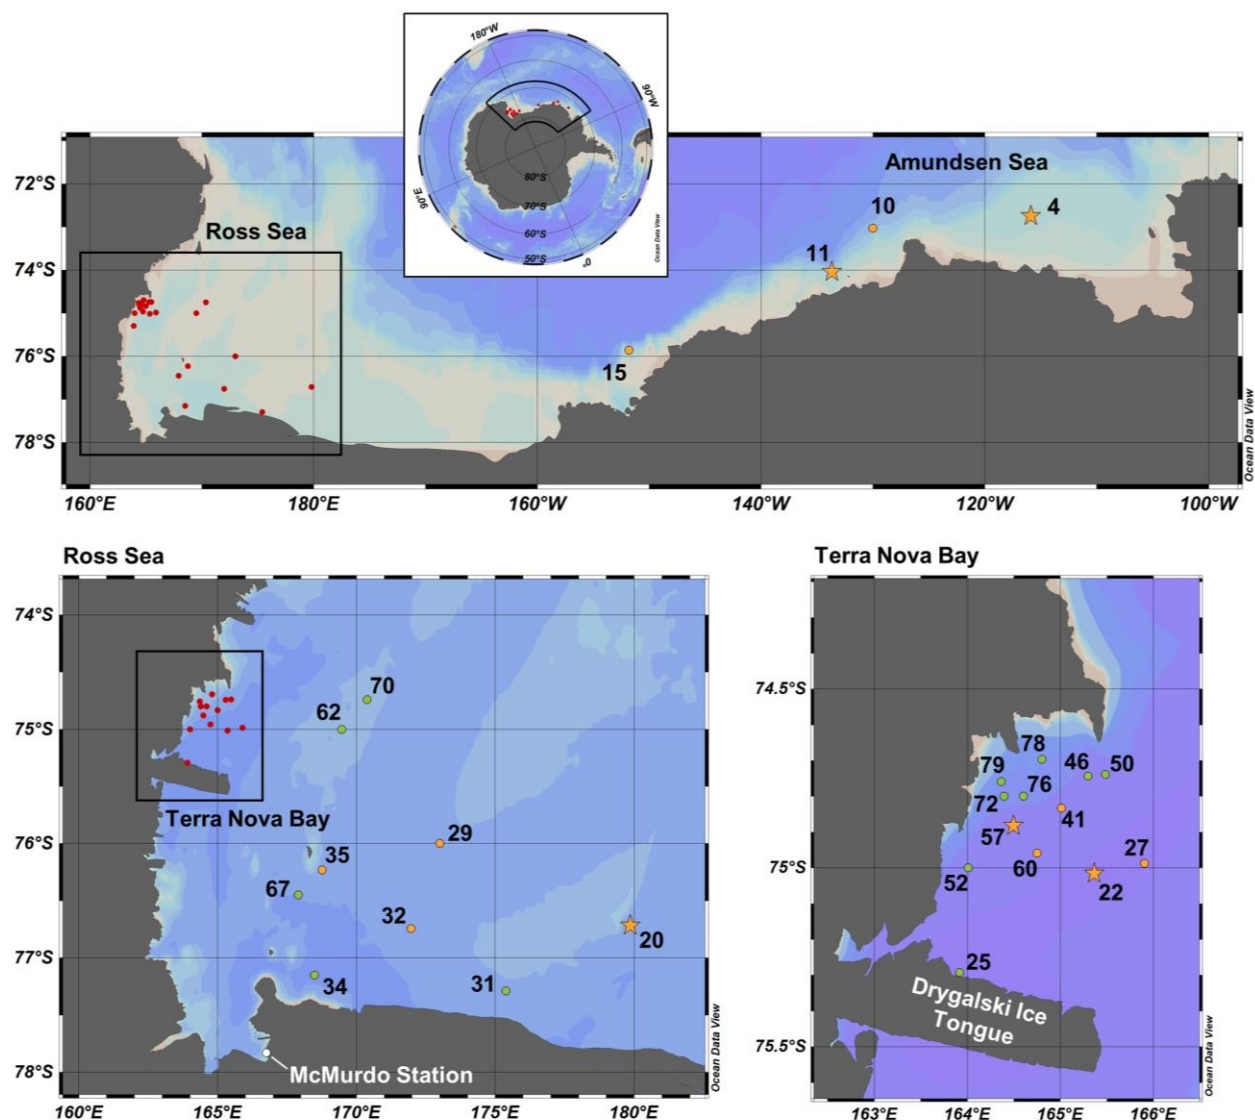 180°W
90°W
80°S
70°S
60°S
50°S
90°E
0°
Ocean Data View
Amundsen Sea
Ross Sea
72°S
74°S
76°S
78°S
10
4
11
15
Ocean Data View
160°E
180°E
160°W
140°W
120°W
100°W
Ross Sea
74°S
75°S
76°S
77°S
78°S
70
62
Terra Nova Bay
29
35
67
32
20
34
31
McMurdo Station
Ocean Data View
160°E
165°E
170°E
175°E
180°E
Terra Nova Bay
74.5°S
75°S
75.5°S
78
46
50
79
72
76
41
57
60
27
52
22
25
Drygalski Ice
Tongue
Ocean Data View
163°E
164°E
165°E
166°E